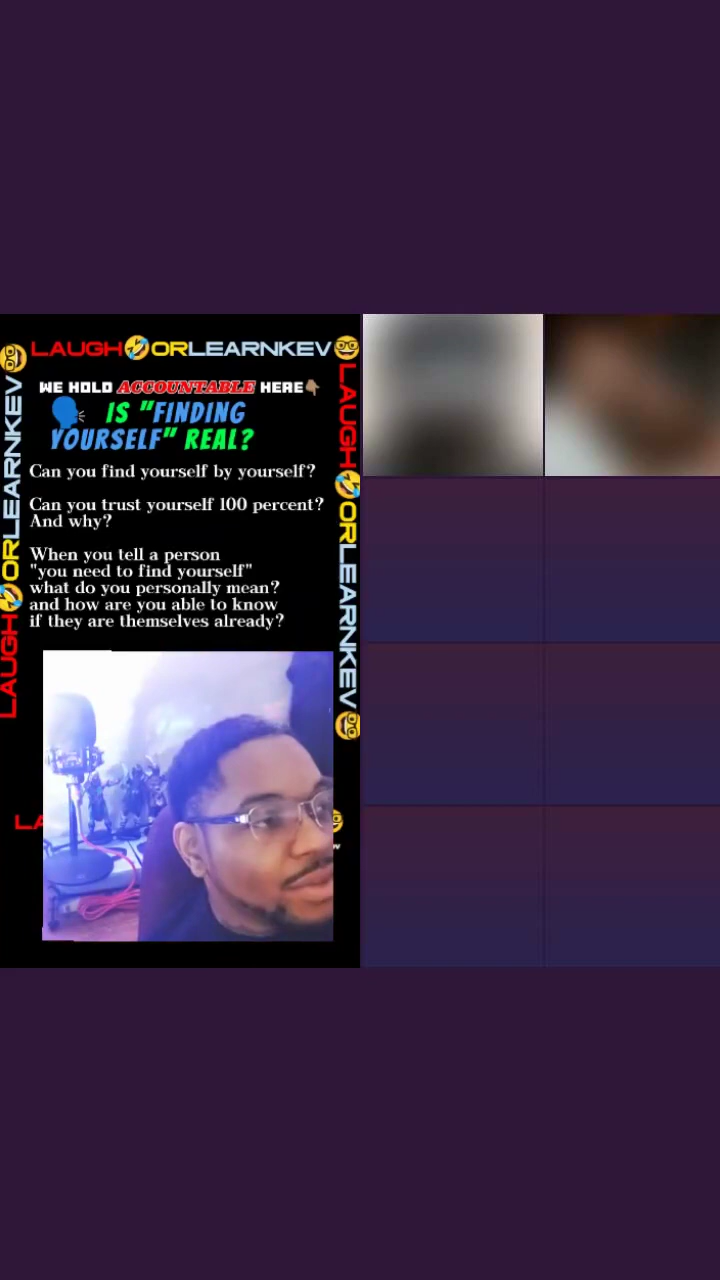 LAUGH🤣ORLEARNKEV🤓
LAUGH🤣ORLEARNKEV🤓
LAUGH🤣ORLEARNKEV🤓
WE HOLD ACCOUNTABLE HERE👇🏽
🗣 IS "FINDING
YOURSELF" REAL?
Can you find yourself by yourself?
Can you trust yourself 100 percent?
And why?
When you tell a person
"you need to find yourself"
what do you personally mean?
and how are you able to know
if they are themselves already?
LA